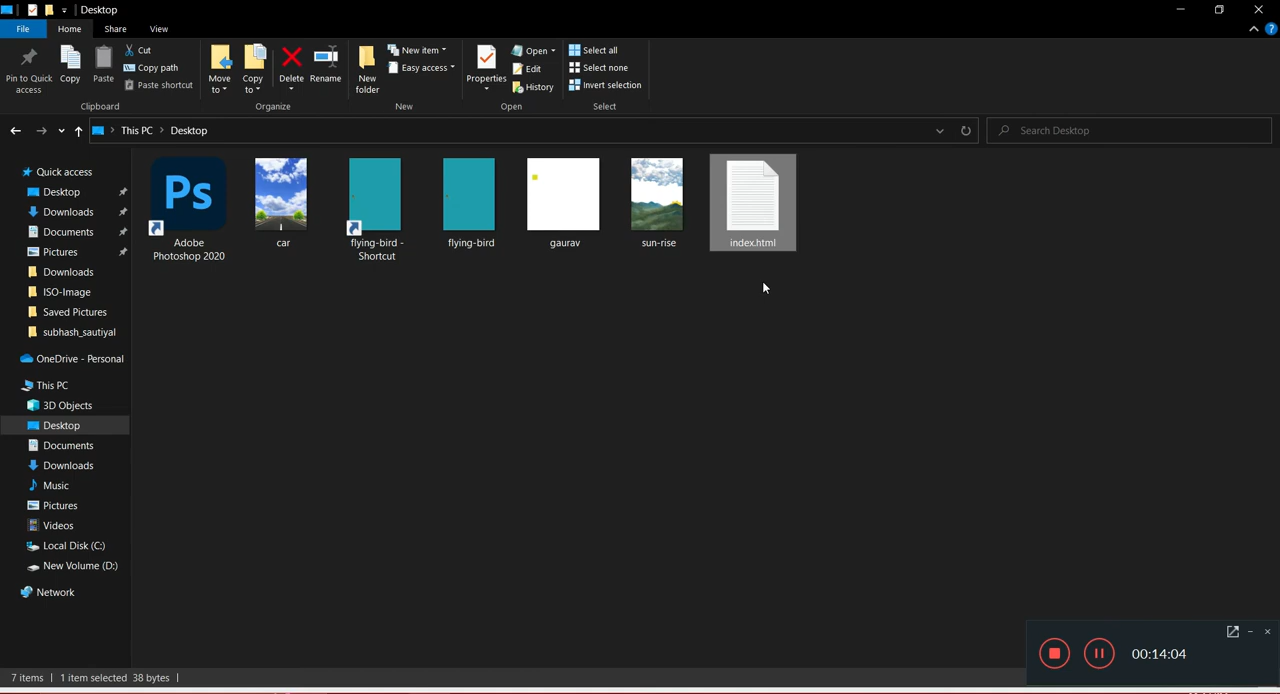 Desktop
File Home Share View
Pin to Quick access
Copy
Paste
Cut
Copy path
Paste shortcut
Clipboard
Move to
Copy to
Delete
Rename
Organize
New folder
New item
Easy access
New
Properties
Open
Edit
History
Open
Select all
Select none
Invert selection
Select
This PC > Desktop
Search Desktop
Quick access
Desktop
Downloads
Documents
Pictures
Downloads
ISO-Image
Saved Pictures
subhash_sautiyal
OneDrive - Personal
This PC
3D Objects
Desktop
Documents
Downloads
Music
Pictures
Videos
Local Disk (C:)
New Volume (D:)
Network
Ps
Adobe
Photoshop 2020
car
flying-bird -
Shortcut
flying-bird
gaurav
sun-rise
index.html
00:14:04
7 items 1 item selected 38 bytes